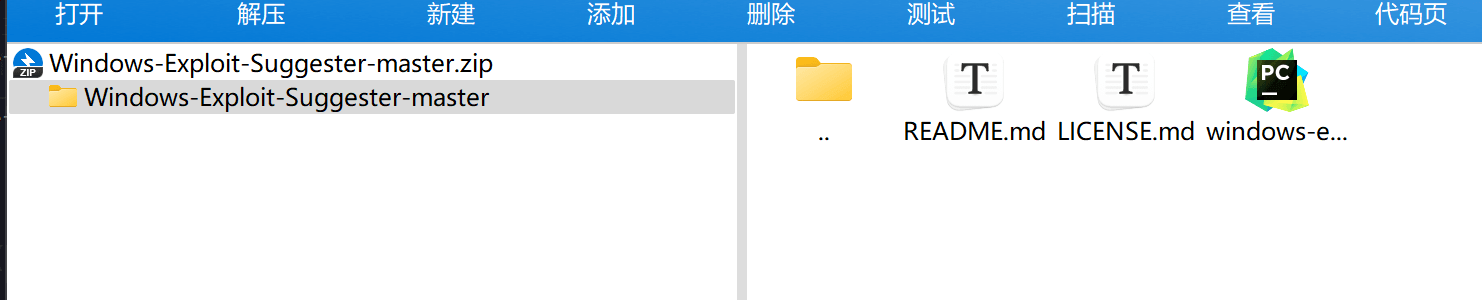 打开 解压 新建 添加 删除 测试 扫描 查看 代码页
ZIP Windows-Exploit-Suggester-master.zip
Windows-Exploit-Suggester-master
T T PC
.. README.md LICENSE.md windows-e...